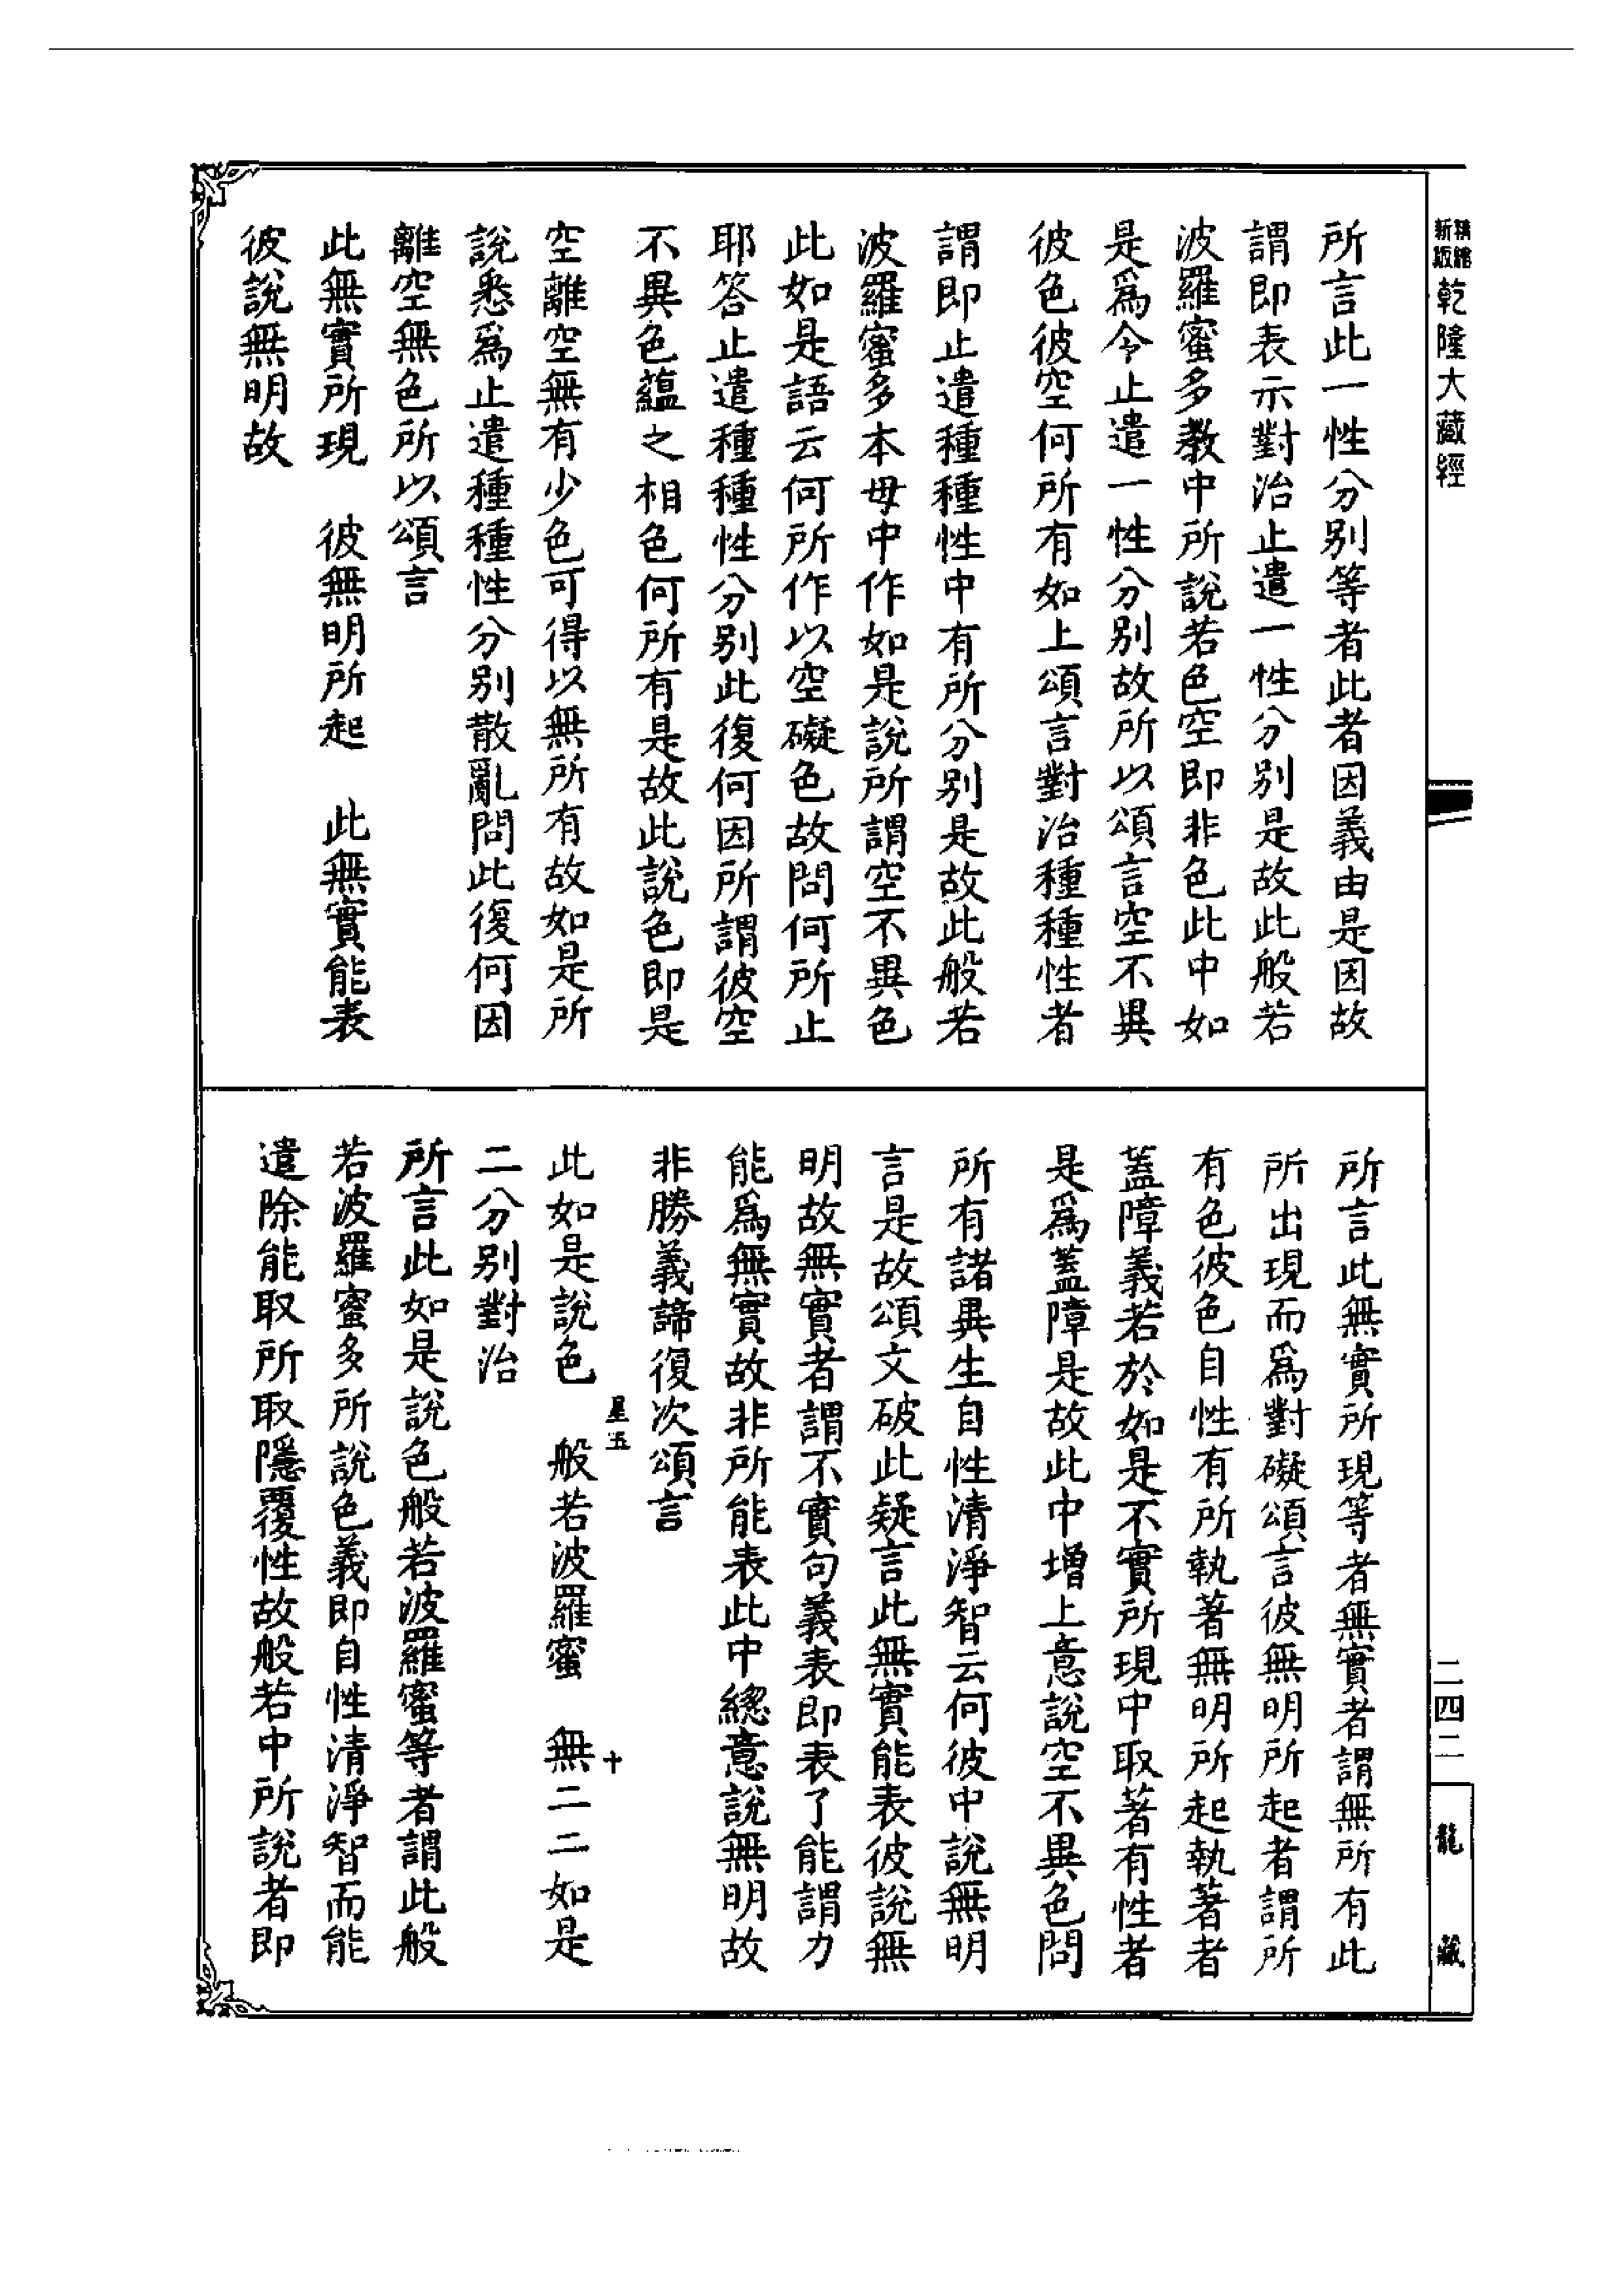 新版
精縮
乾隆大藏經
所言此一性分別等者此者因義由是因故
謂即表示對治止遣一性分別是故此般若
波羅蜜多教中所說若色空即非色此中如
是爲令止遣一性分別故所以頌言空不異
彼色彼空何所有如上頌言對治種種性者
謂即止遣種種性中有所分別是故此般若
波羅蜜多本母中作如是說所謂空不異色
此如是語云何所作以空礙色故問何所止
耶答止遣種種性分別此復何因所謂彼空
不異色蘊之相色何所有是故此說色即是
空離空無有少色可得以無所有故如是所
說悉爲止遣種種性分別散亂問此復何因
離空無色所以頌言
此無實所現　彼無明所起　此無實能表
彼說無明故
所言此無實所現等者無實者謂無所有此
所出現而爲對礙頌言彼無明所起者謂所
有色彼色自性有所執著無明所起執著者
蓋障義若於如是不實所現中取著有性者
是爲蓋障是故此中增上意說空不異色問
所有諸異生自性清淨智云何彼中說無明
言是故頌文破此疑言此無實能表彼說無
明故無實者謂不實句義表即表了能謂力
能爲無實故非所能表此中總意說無明故
非勝義諦復次頌言
星五
十
此如是說色　般若波羅蜜　無二二如是
二分別對治
所言此如是說色般若波羅蜜等者謂此般
若波羅蜜多所說色義即自性清淨智而能
遣除能取所取隱覆性故般若中所說者即
二四二
龍藏